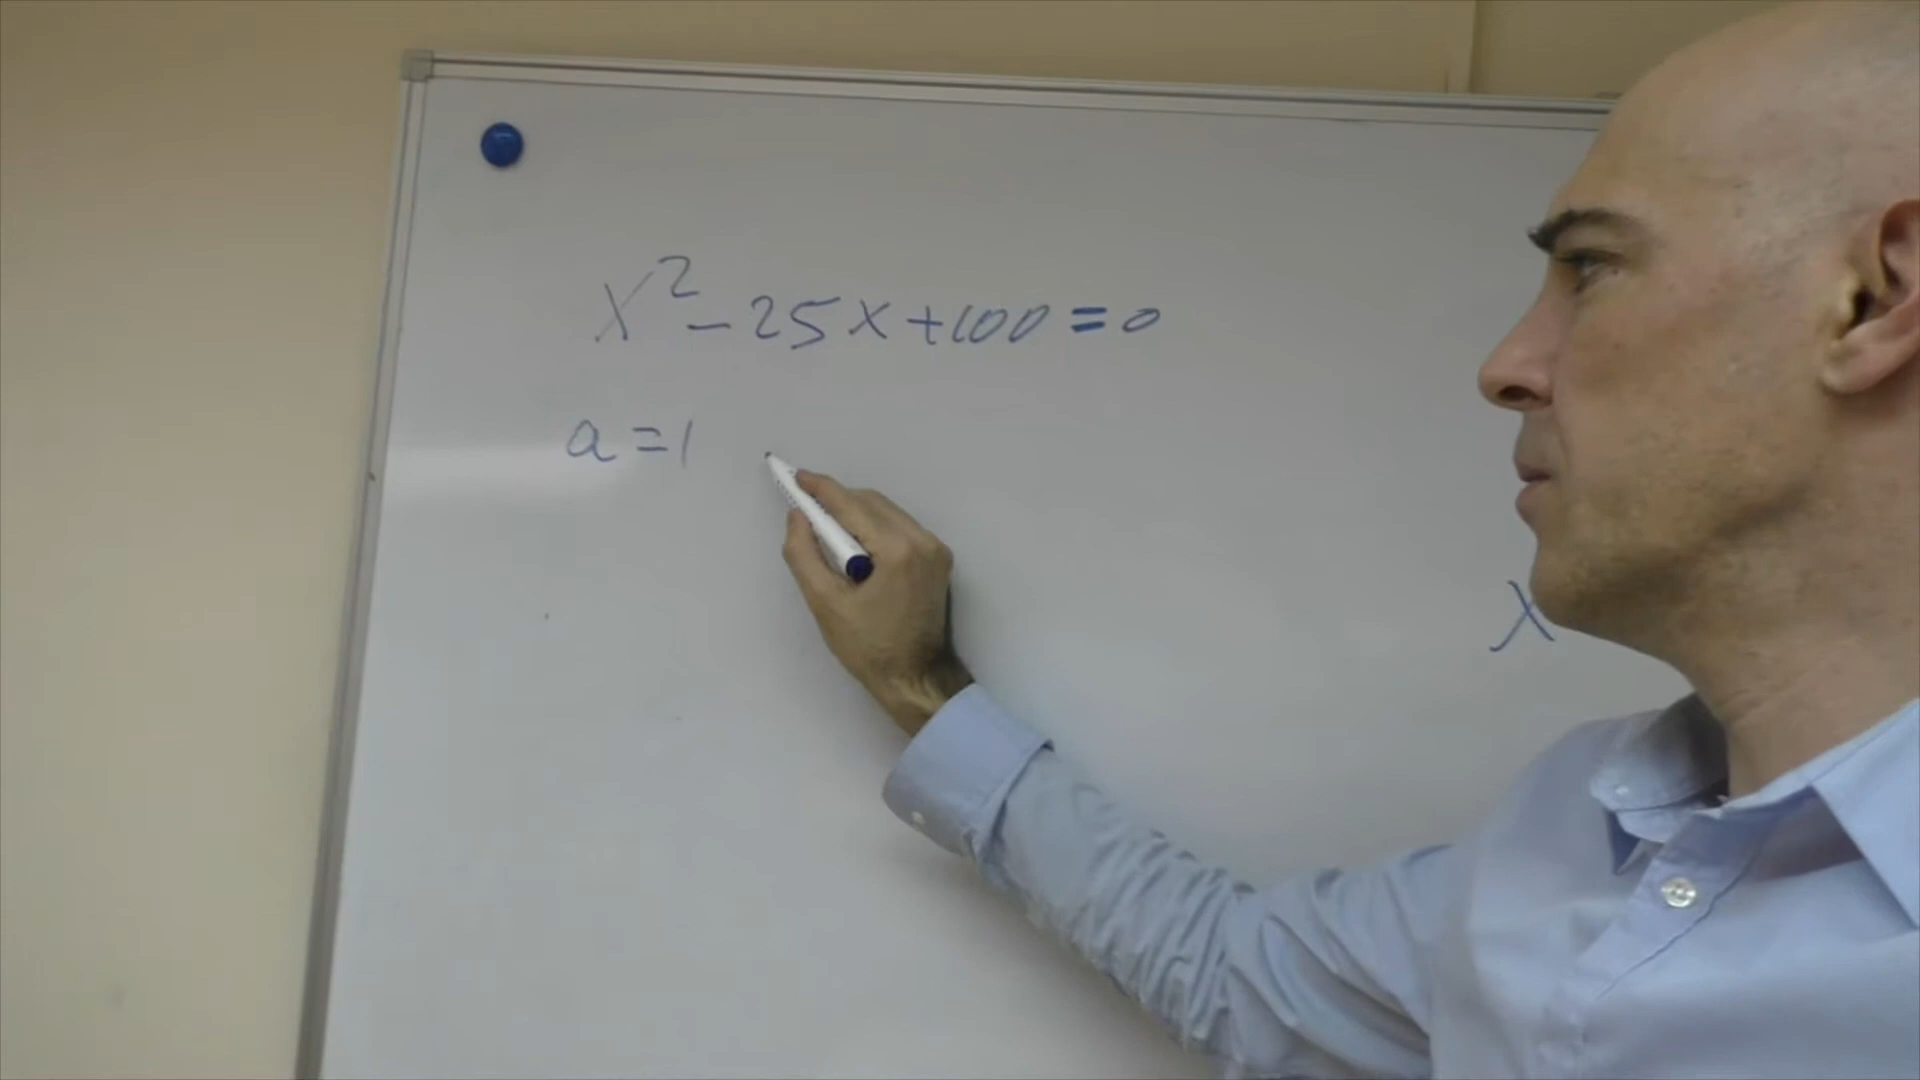 x² - 25x + 100 = 0
a = 1
x